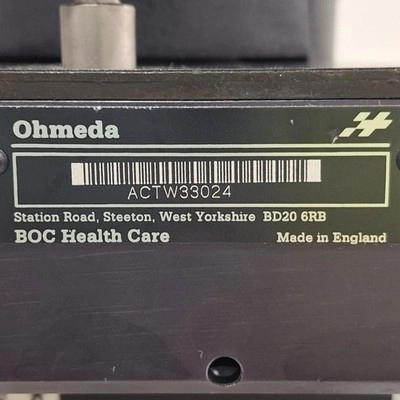 Ohmeda
ACTW33024
Station Road, Steeton, West Yorkshire BD20 6RB
BOC Health Care Made in England